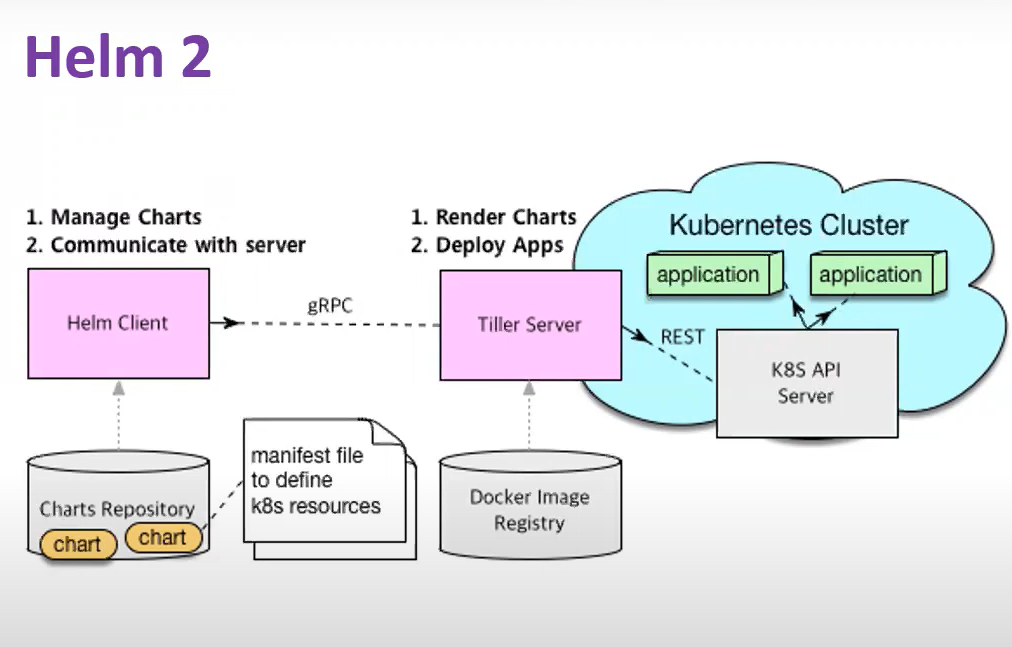 Helm 2
1. Manage Charts
2. Communicate with server
1. Render Charts
2. Deploy Apps
Kubernetes Cluster
application
application
Helm Client
gRPC
Tiller Server
REST
K8S API
Server
Charts Repository
chart
chart
manifest file
to define
k8s resources
Docker Image
Registry